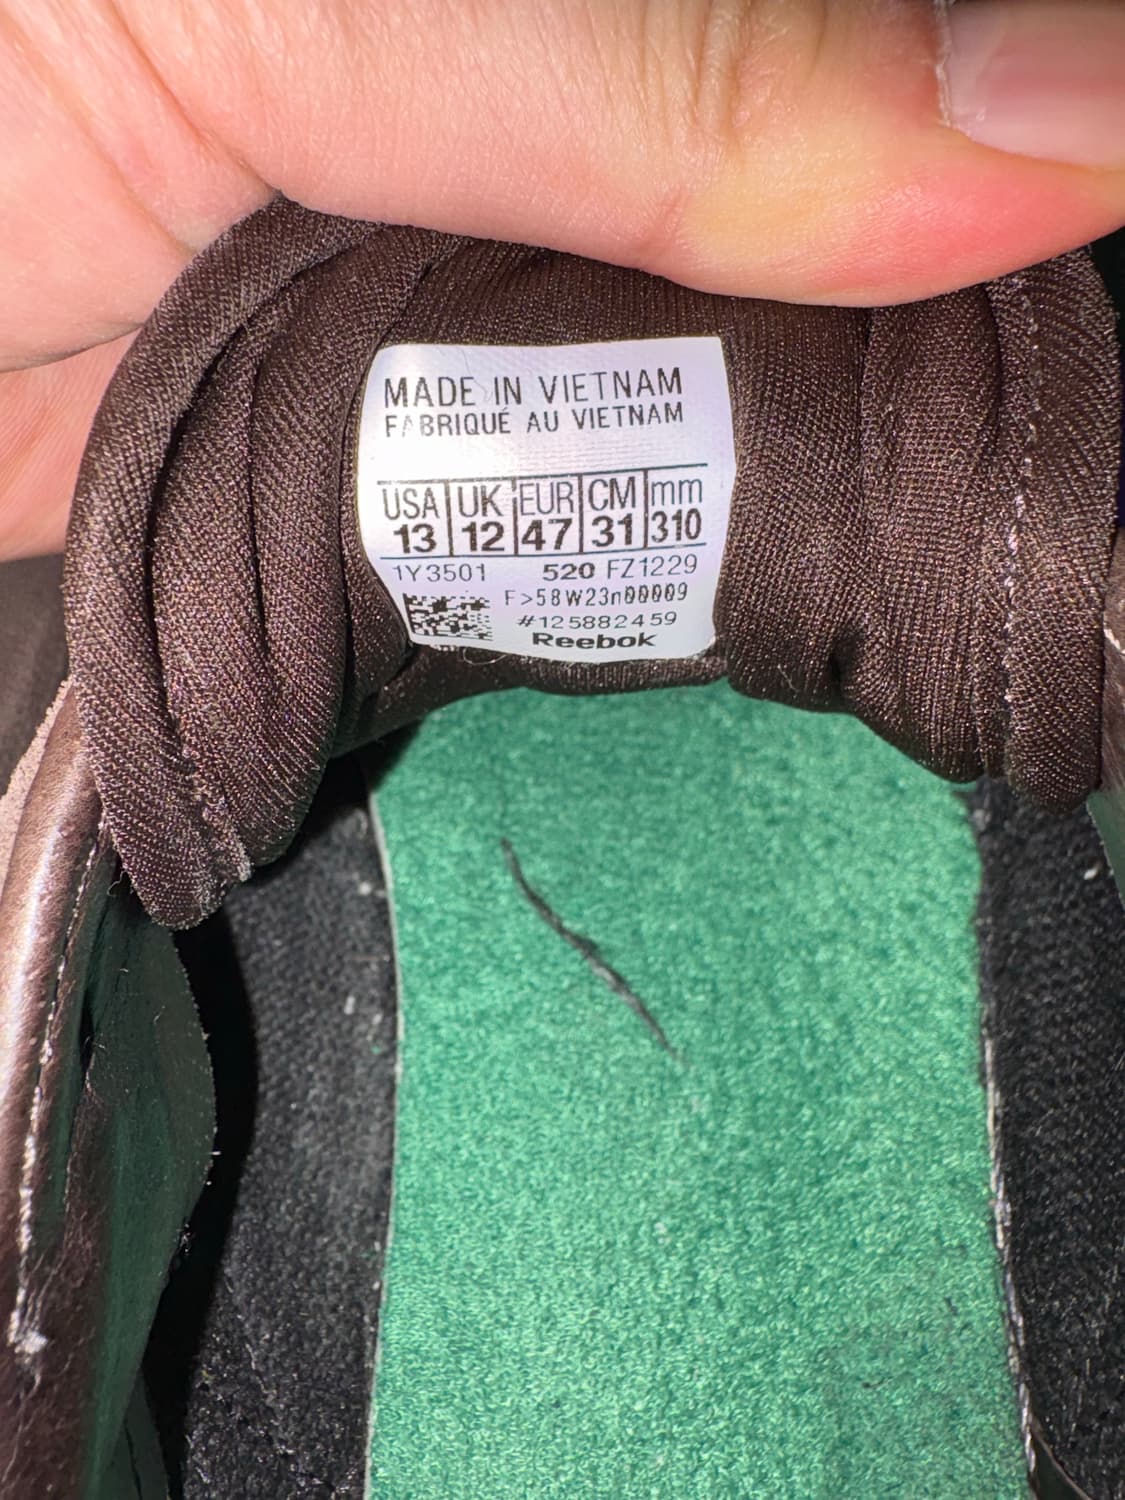 MADE IN VIETNAM
FABRIQUÉ AU VIETNAM
USA UK EUR CM mm
13 12 47 31 310
1Y3501 520 FZ1229
F>58W23n00009
#125882459
Reebok